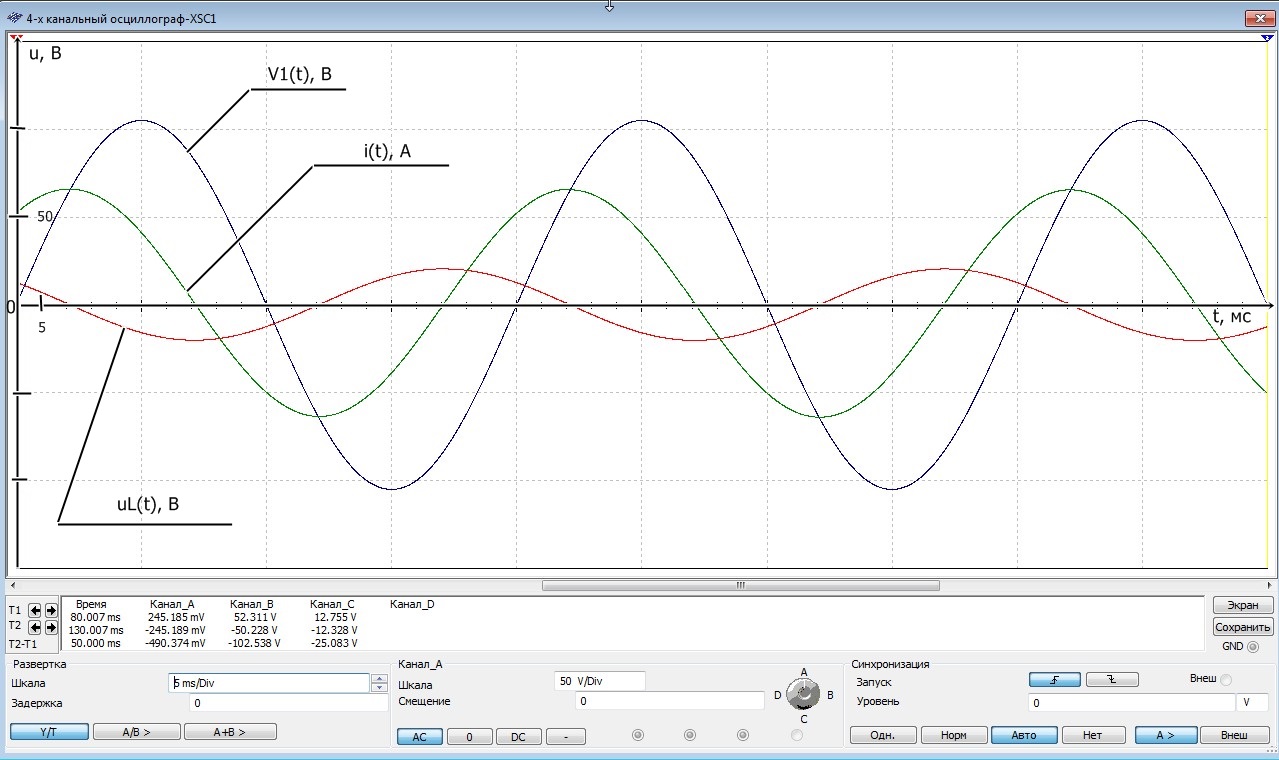 4-х канальный осциллограф-XSC1
u, В
V1(t), В
i(t), А
50
0
5
t, мс
uL(t), В
Время Канал_A Канал_B Канал_C Канал_D
T1 80.007 ms 245.185 mV 52.311 V 12.755 V
T2 130.007 ms -245.189 mV -50.228 V -12.328 V
T2-T1 50.000 ms -490.374 mV -102.538 V -25.083 V
Экран
Сохранить
GND
Развертка
Шкала 5 ms/Div
Задержка 0
Y/T A/B > A+B >
Канал_A
Шкала 50 V/Div
Смещение 0
A
D B
C
AC 0 DC -
Синхронизация
Запуск Внеш
Уровень 0 V
Одн. Норм Авто Нет A > Внеш